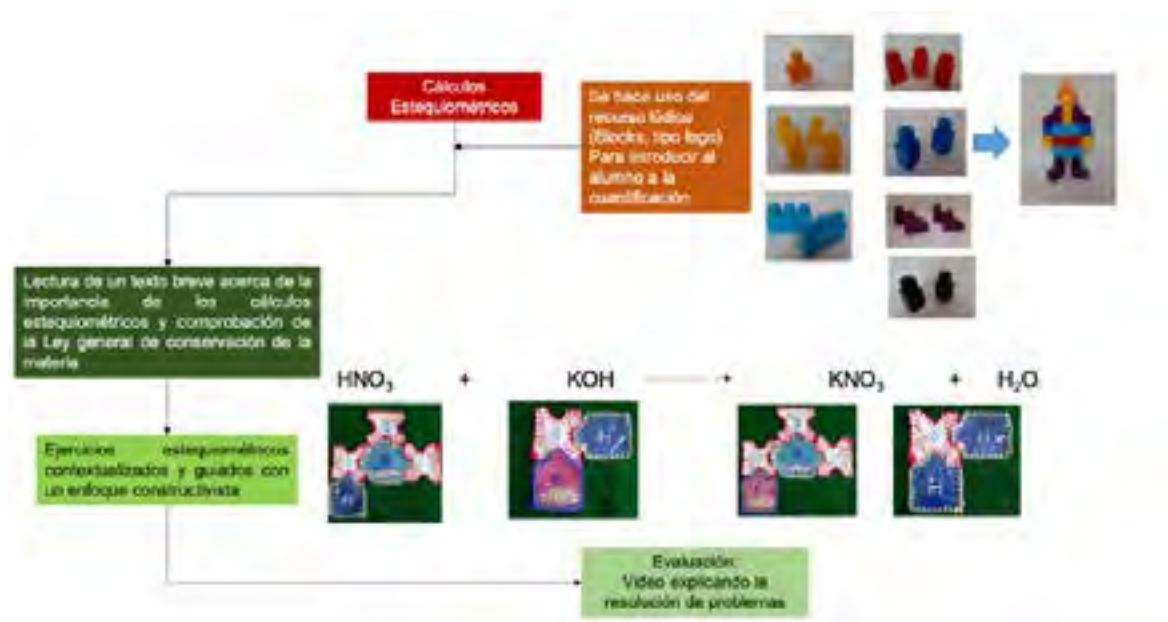 Cálculos
Estequiométricos
Se hace uso del
recurso lúdico
(Blocks, tipo lego)
Para introducir al
alumno a la
cuantificación
Lectura de un texto breve acerca de la
importancia de los cálculos
estequiométricos y comprobación de
la Ley general de conservación de la
materia
HNO₃ + KOH → KNO₃ + H₂O
Ejercicios estequiométricos
contextualizados y guiados con
un enfoque constructivista
H
Evaluación:
Video explicando la
resolución de problemas